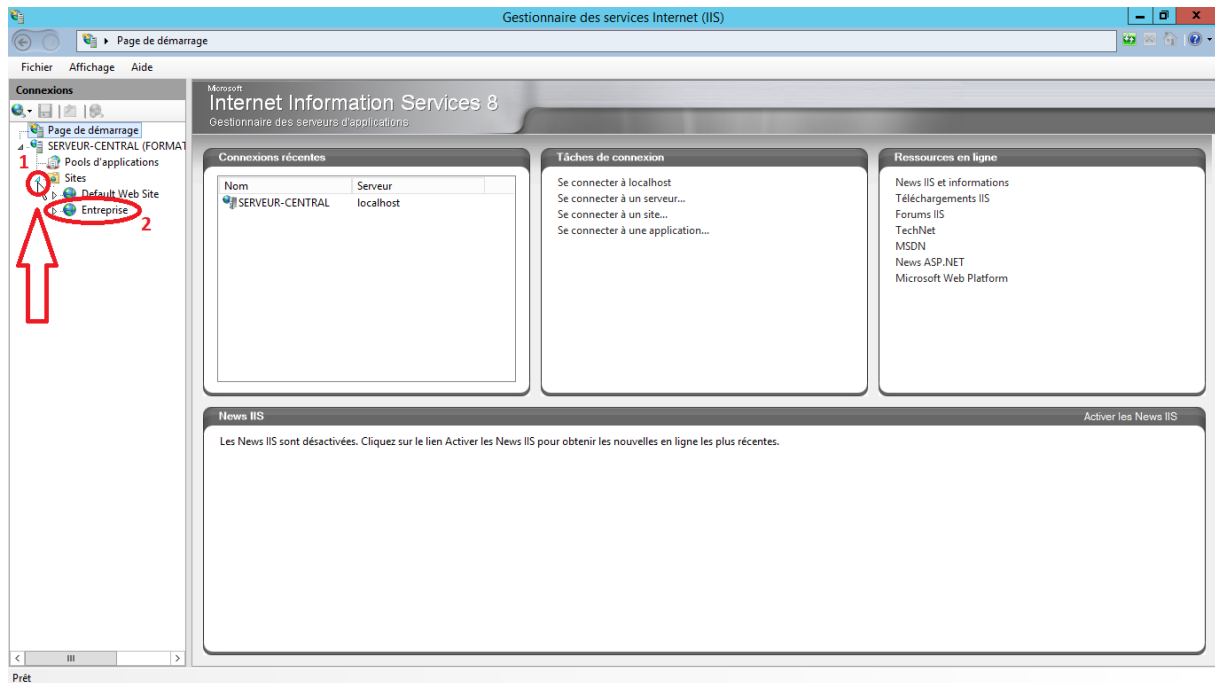 Gestionnaire des services Internet (IIS)
Page de démarrage
Fichier Affichage Aide
Connexions
Page de démarrage
SERVEUR-CENTRAL (FORMAT
1 Pools d'applications
Sites
Default Web Site
Entreprise
2
Microsoft
Internet Information Services 8
Gestionnaire des serveurs d'applications
Connexions récentes
Nom Serveur
SERVEUR-CENTRAL localhost
Tâches de connexion
Se connecter à localhost
Se connecter à un serveur...
Se connecter à un site...
Se connecter à une application...
Ressources en ligne
News IIS et informations
Téléchargements IIS
Forums IIS
TechNet
MSDN
News ASP.NET
Microsoft Web Platform
News IIS Activer les News IIS
Les News IIS sont désactivées. Cliquez sur le lien Activer les News IIS pour obtenir les nouvelles en ligne les plus récentes.
Prêt